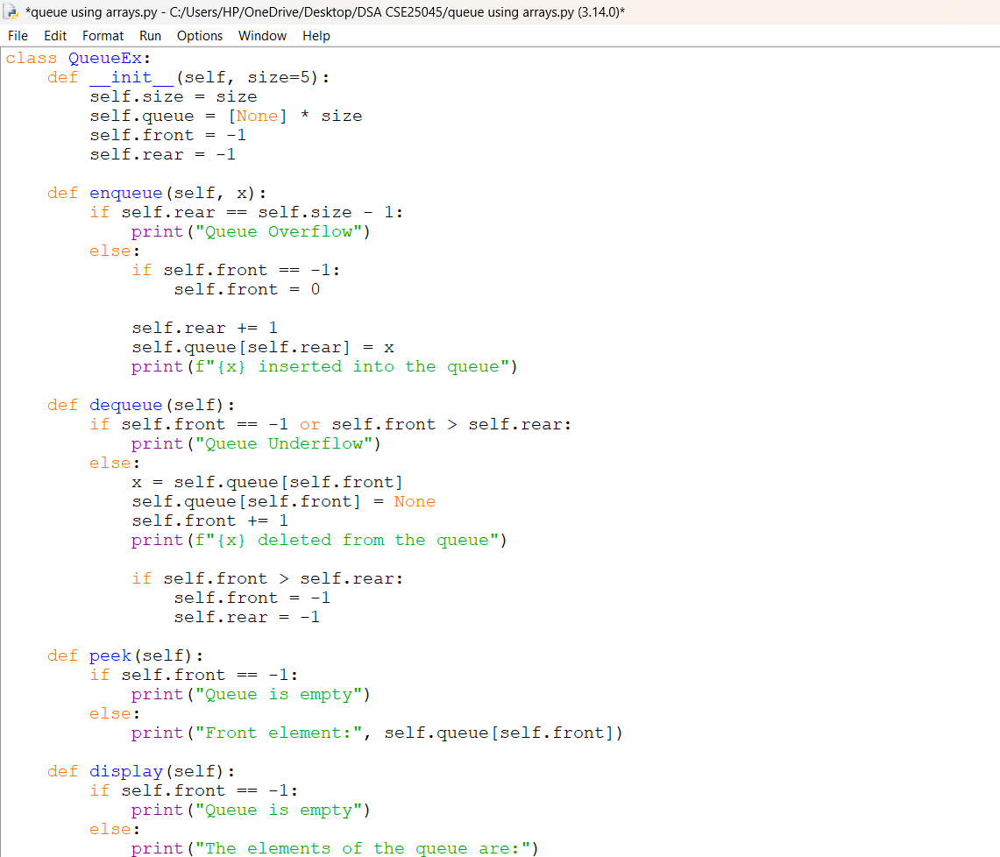 *queue using arrays.py - C:/Users/HP/OneDrive/Desktop/DSA CSE25045/queue using arrays.py (3.14.0)*
File Edit Format Run Options Window Help
class QueueEx:
    def __init__(self, size=5):
        self.size = size
        self.queue = [None] * size
        self.front = -1
        self.rear = -1

    def enqueue(self, x):
        if self.rear == self.size - 1:
            print("Queue Overflow")
        else:
            if self.front == -1:
                self.front = 0

            self.rear += 1
            self.queue[self.rear] = x
            print(f"{x} inserted into the queue")

    def dequeue(self):
        if self.front == -1 or self.front > self.rear:
            print("Queue Underflow")
        else:
            x = self.queue[self.front]
            self.queue[self.front] = None
            self.front += 1
            print(f"{x} deleted from the queue")

            if self.front > self.rear:
                self.front = -1
                self.rear = -1

    def peek(self):
        if self.front == -1:
            print("Queue is empty")
        else:
            print("Front element:", self.queue[self.front])

    def display(self):
        if self.front == -1:
            print("Queue is empty")
        else:
            print("The elements of the queue are:")